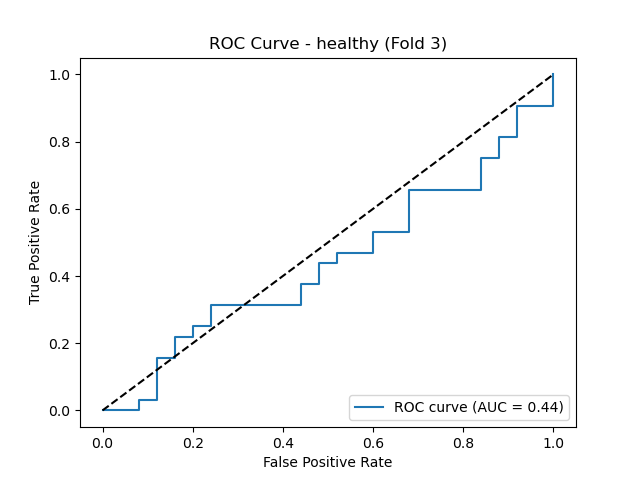 ROC Curve - healthy (Fold 3)
True Positive Rate
1.0
0.8
0.6
0.4
0.2
0.0
ROC curve (AUC = 0.44)
0.0 0.2 0.4 0.6 0.8 1.0
False Positive Rate